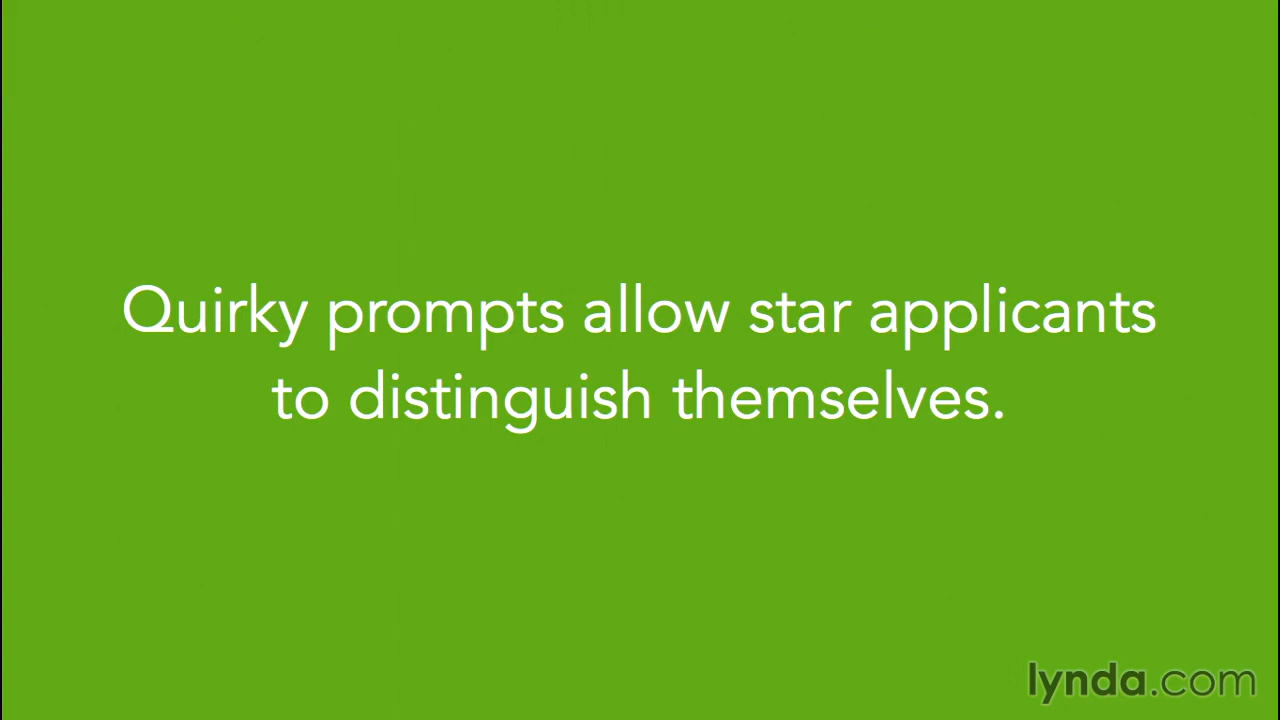 Quirky prompts allow star applicants
to distinguish themselves.
lynda.com